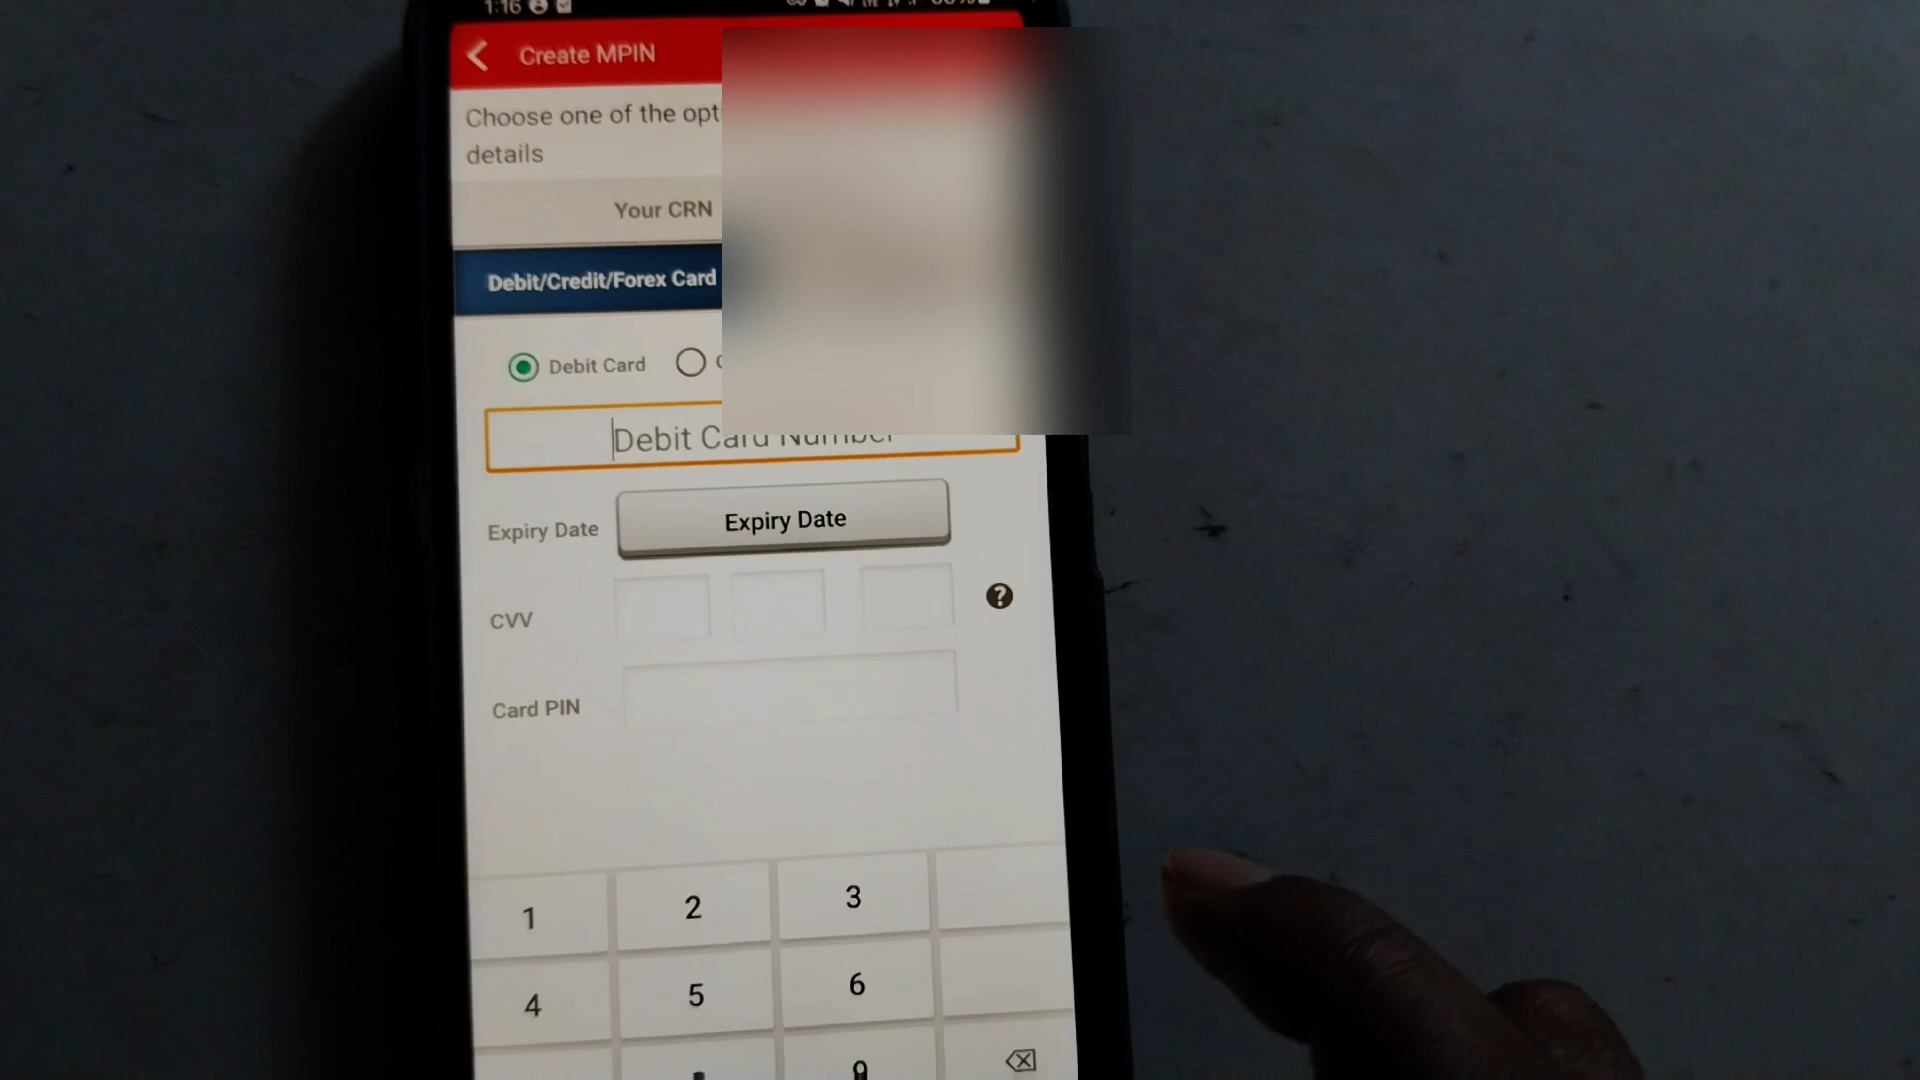 1:16
Create MPIN
Choose one of the
details
Your CRN
Debit/Credit/Forex Card
Debit Card
Debit Card Number
Expiry Date Expiry Date
CVV ?
Card PIN
1 2 3
4 5 6